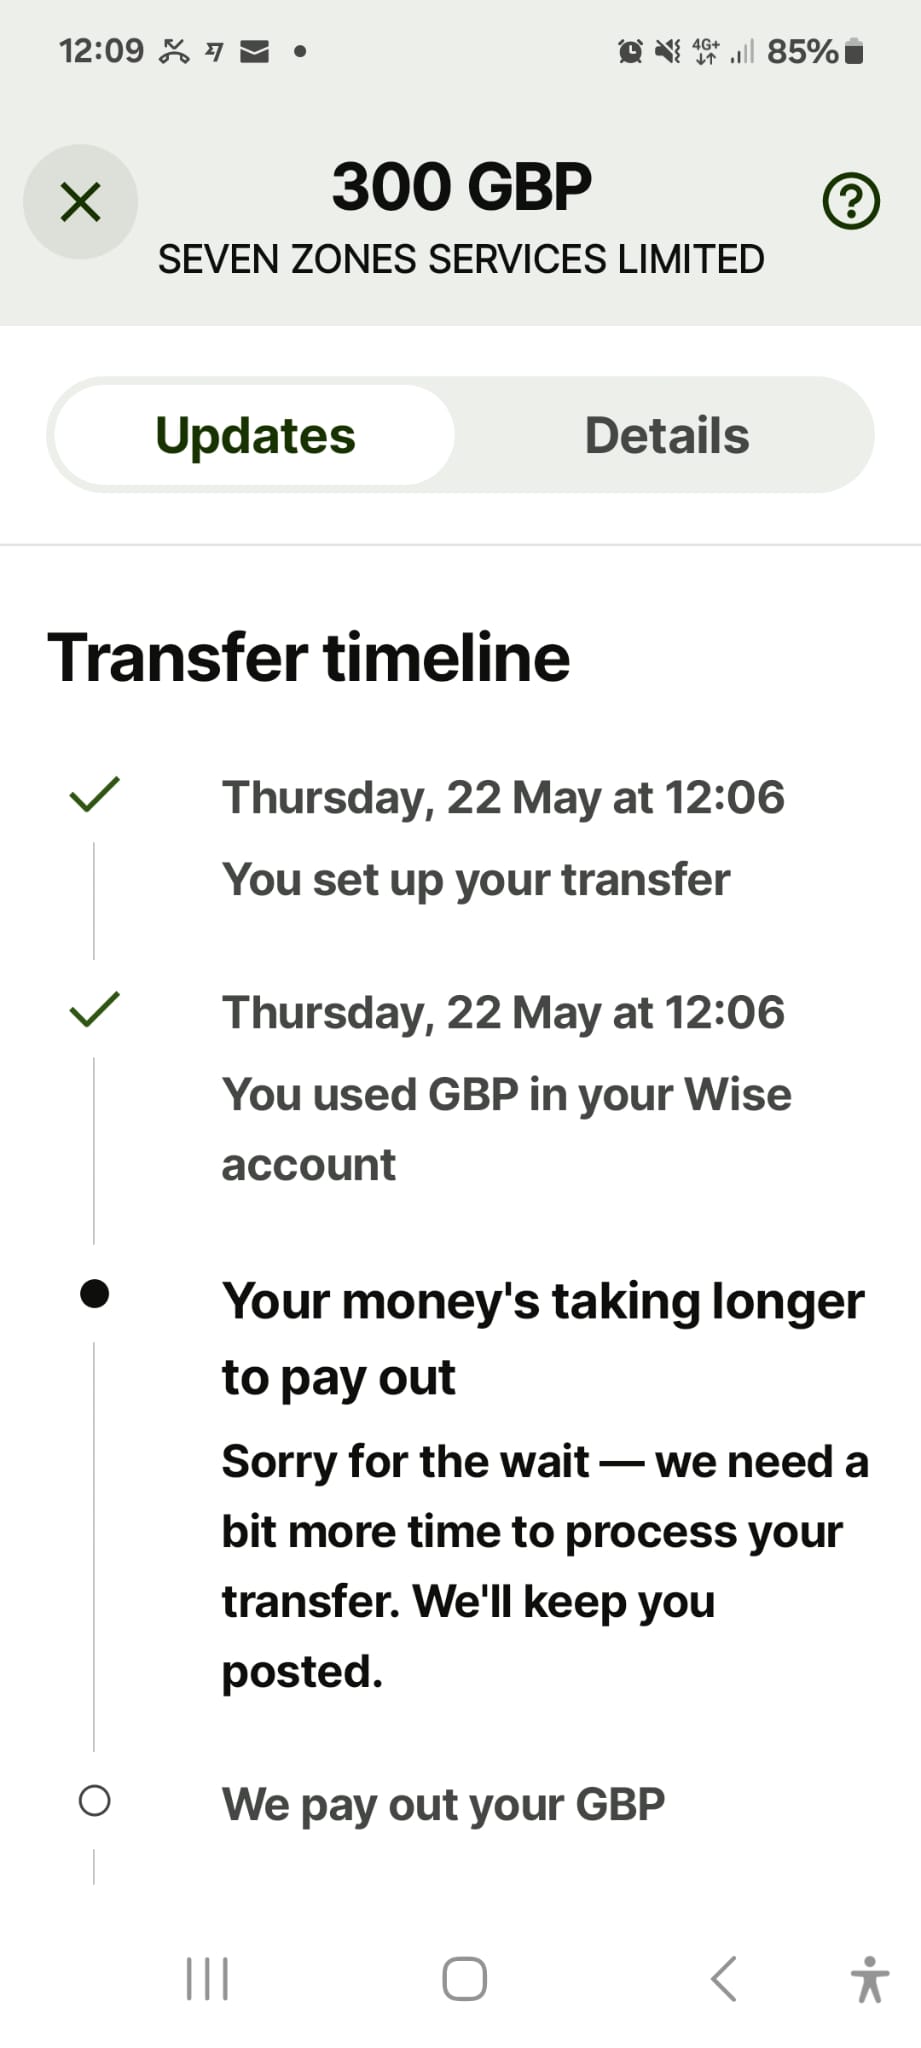 12:09
4G+ 85%
300 GBP
SEVEN ZONES SERVICES LIMITED
Updates Details
Transfer timeline
Thursday, 22 May at 12:06
You set up your transfer
Thursday, 22 May at 12:06
You used GBP in your Wise
account
Your money's taking longer
to pay out
Sorry for the wait — we need a
bit more time to process your
transfer. We'll keep you
posted.
We pay out your GBP